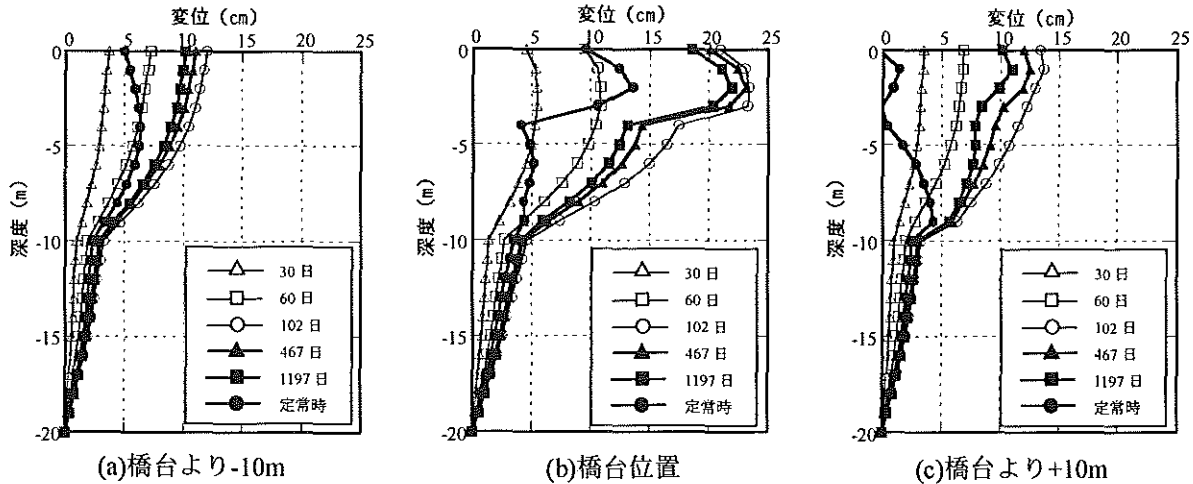 変位 (cm)
0 5 10 15 20 25
深度 (m)
0
-5
-10
-15
-20
30 日
60 日
102 日
467 日
1197 日
定常時
(a)橋台より-10m
変位 (cm)
0 5 10 15 20 25
深度 (m)
0
-5
-10
-15
-20
30 日
60 日
102 日
467 日
1197 日
定常時
(b)橋台位置
変位 (cm)
0 5 10 15 20 25
深度 (m)
0
-5
-10
-15
-20
30 日
60 日
102 日
467 日
1197 日
定常時
(c)橋台より+10m